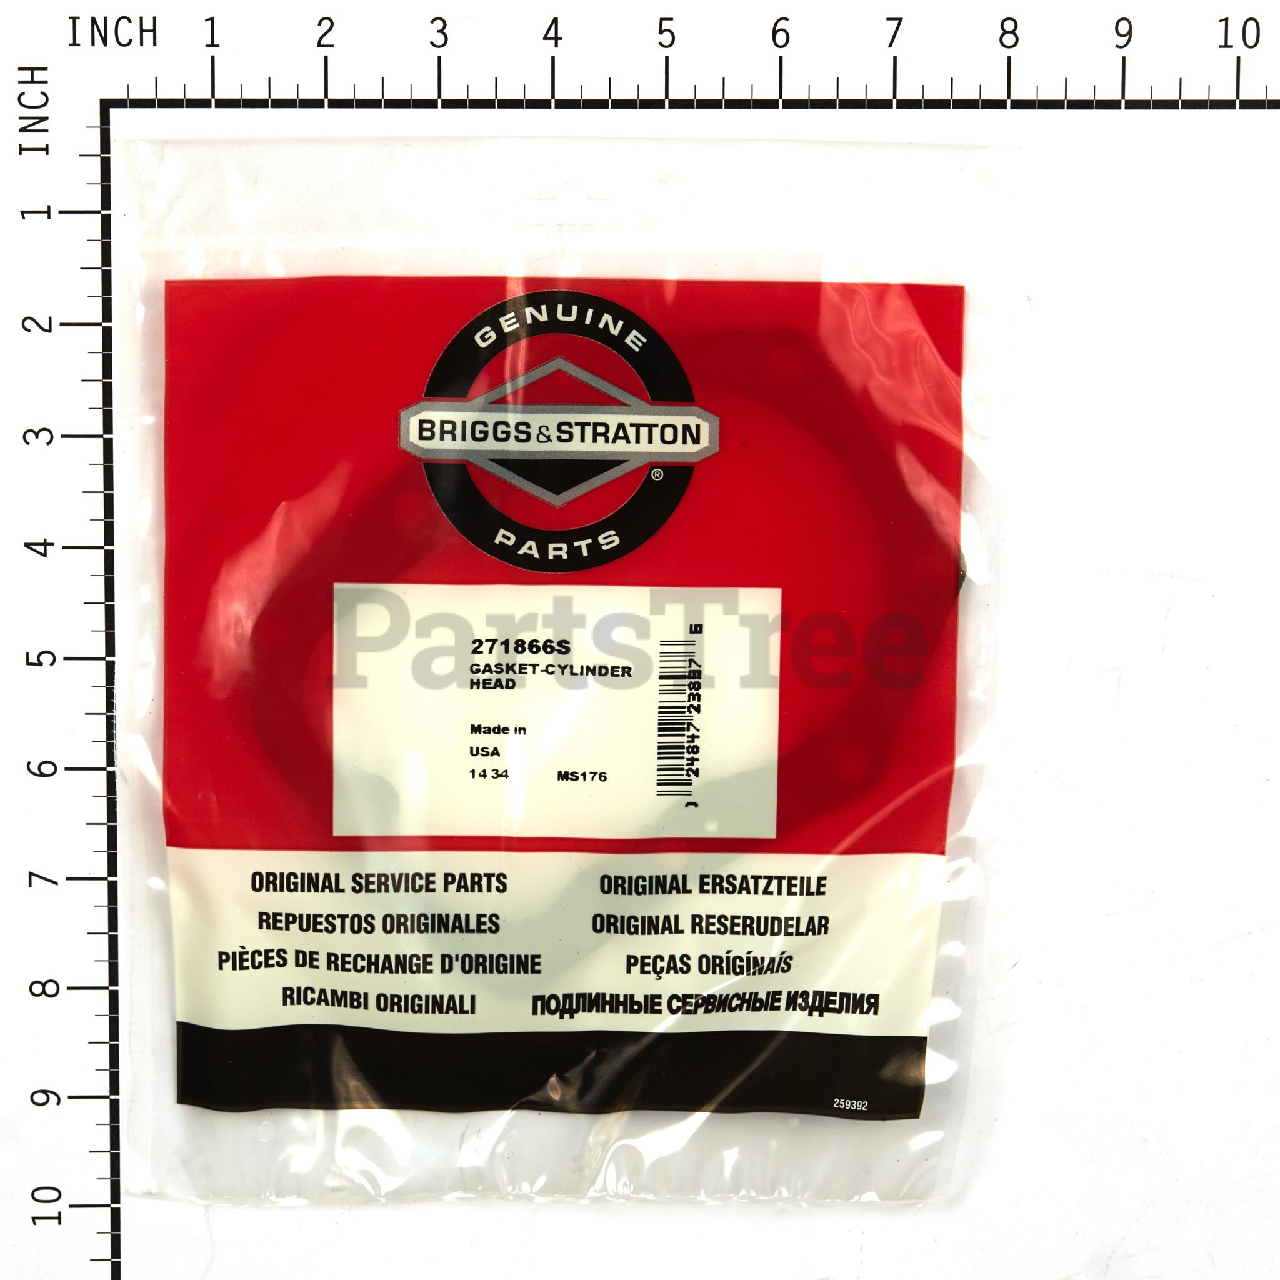 INCH 1 2 3 4 5 6 7 8 9 10
INCH
1
2
3
4
5
6
7
8
9
10
GENUINE
BRIGGS & STRATTON
®
PARTS
PartsTree
271866S
GASKET-CYLINDER
HEAD
Made in
USA
14 34 MS176
24847 23897 6
ORIGINAL SERVICE PARTS
REPUESTOS ORIGINALES
PIÈCES DE RECHANGE D'ORIGINE
RICAMBI ORIGINALI
ORIGINAL ERSATZTEILE
ORIGINAL RESERUDELAR
PEÇAS ORÍGÍNAÍS
ПОДЛИННЫЕ СЕРВИСНЫЕ ИЗДЕЛИЯ
259392